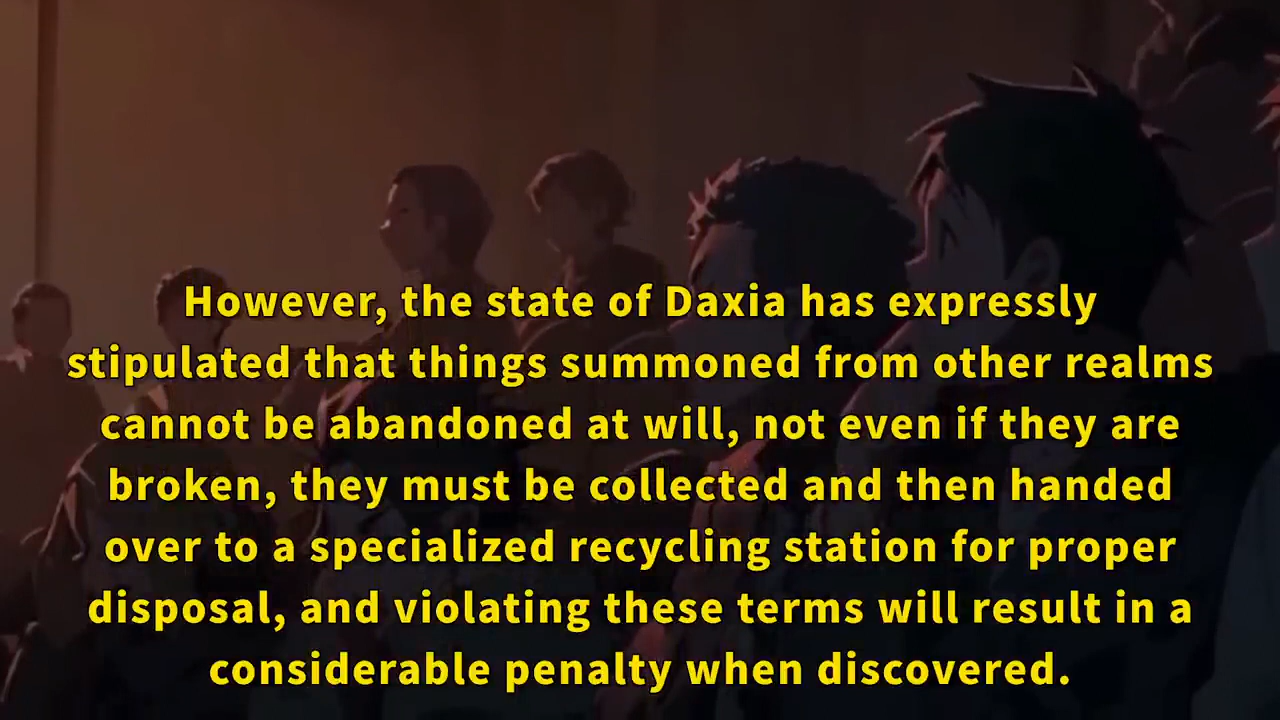 However, the state of Daxia has expressly
stipulated that things summoned from other realms
cannot be abandoned at will, not even if they are
broken, they must be collected and then handed
over to a specialized recycling station for proper
disposal, and violating these terms will result in a
considerable penalty when discovered.